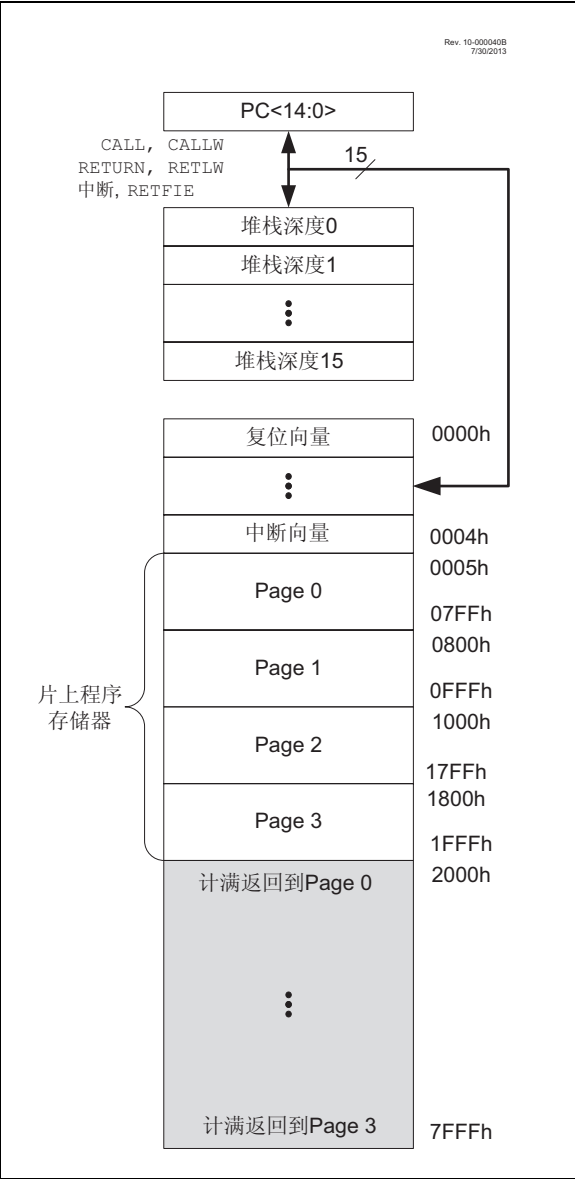 Rev. 10-000040B
7/30/2013
PC<14:0>
CALL, CALLW
RETURN, RETLW
中断, RETFIE
15
堆栈深度0
堆栈深度1
堆栈深度15
复位向量
0000h
中断向量
0004h
0005h
Page 0
07FFh
0800h
Page 1
0FFFh
片上程序
存储器
1000h
Page 2
17FFh
1800h
Page 3
1FFFh
计满返回到Page 0
2000h
计满返回到Page 3
7FFFh